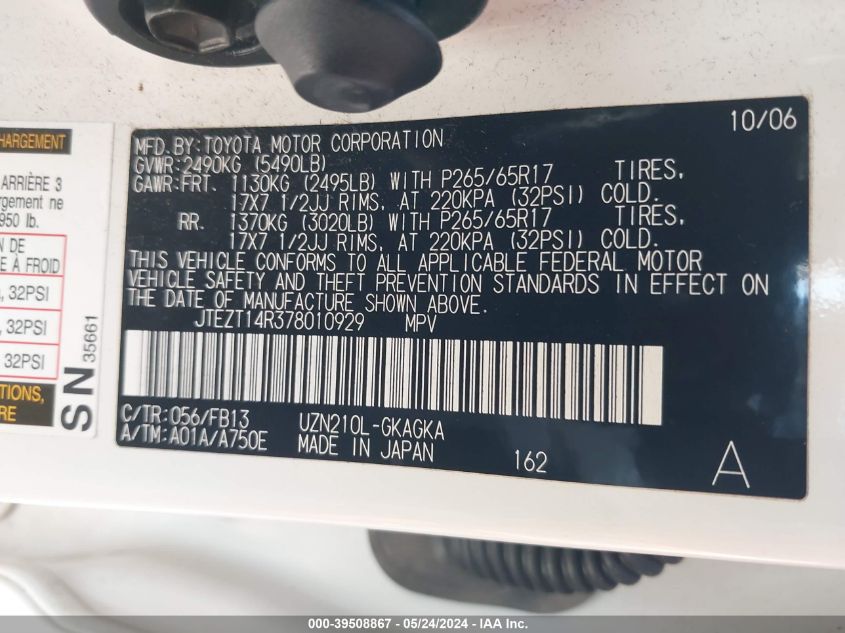 HARGEMENT
ARRIÈRE 3
rgement ne
950 lb.
N DE
E À FROID
, 32PSI
, 32PSI
32PSI
TIONS,
RE
SN 35661
10/06
MFD.BY:TOYOTA MOTOR CORPORATION
GVWR:2490KG (5490LB)
GAWR:FRT. 1130KG (2495LB) WITH P265/65R17 TIRES,
17X7 1/2JJ RIMS, AT 220KPA (32PSI) COLD.
RR. 1370KG (3020LB) WITH P265/65R17 TIRES,
17X7 1/2JJ RIMS, AT 220KPA (32PSI) COLD.
THIS VEHICLE CONFORMS TO ALL APPLICABLE FEDERAL MOTOR
VEHICLE SAFETY AND THEFT PREVENTION STANDARDS IN EFFECT ON
THE DATE OF MANUFACTURE SHOWN ABOVE.
JTEZT14R378010929 MPV
C/TR:056/FB13 UZN210L-GKAGKA
A/TM:A01A/A750E MADE IN JAPAN 162 A
000-39508867 - 05/24/2024 - IAA Inc.